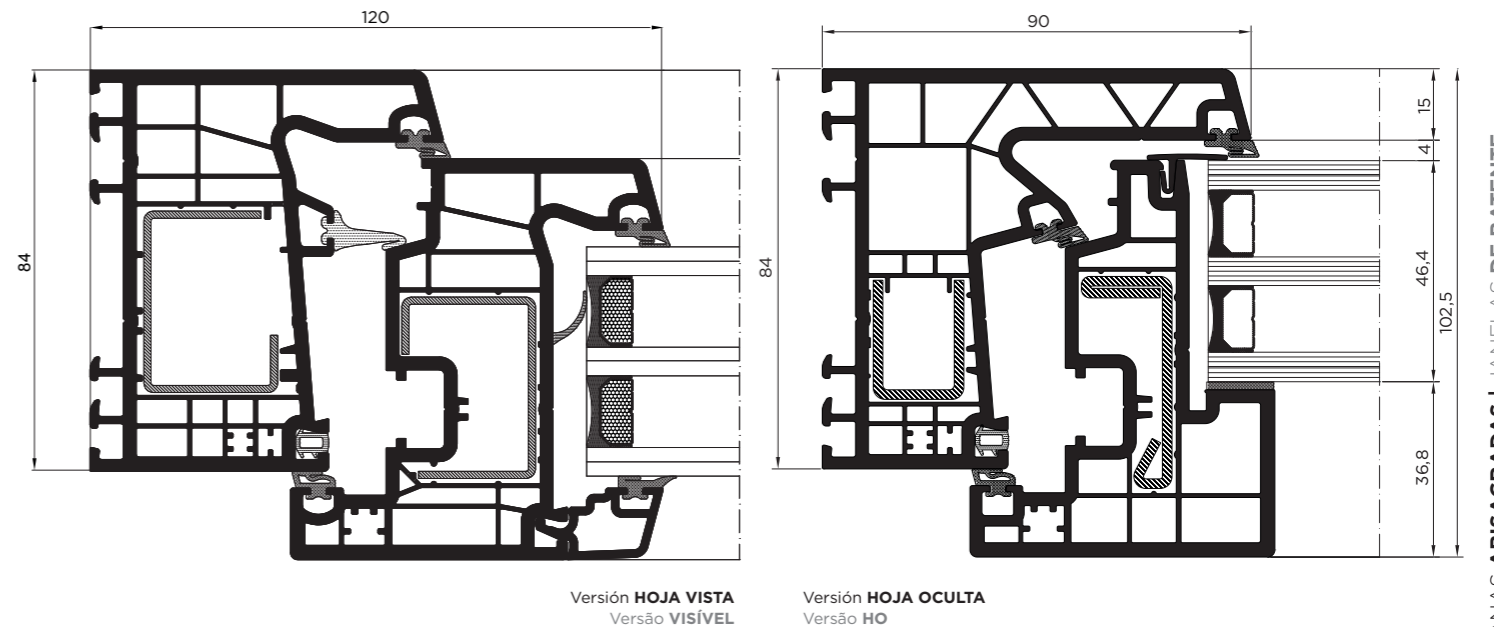 120
84
Versión HOJA VISTA
Versão VISÍVEL
90
84
15
4
46,4
36,8
102,5
Versión HOJA OCULTA
Versão HO
ABISAGRADAS | JANELAS DE BATENTE